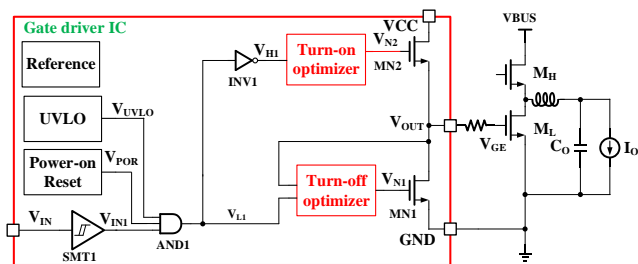 Gate driver IC
VCC
VBUS
Reference
V_H1
Turn-on
optimizer
V_N2
INV1
MN2
M_H
UVLO
V_UVLO
V_OUT
V_GE
M_L
C_O
I_O
Power-on
Reset
V_POR
Turn-off
optimizer
V_N1
MN1
V_IN
V_IN1
SMT1
AND1
V_L1
GND